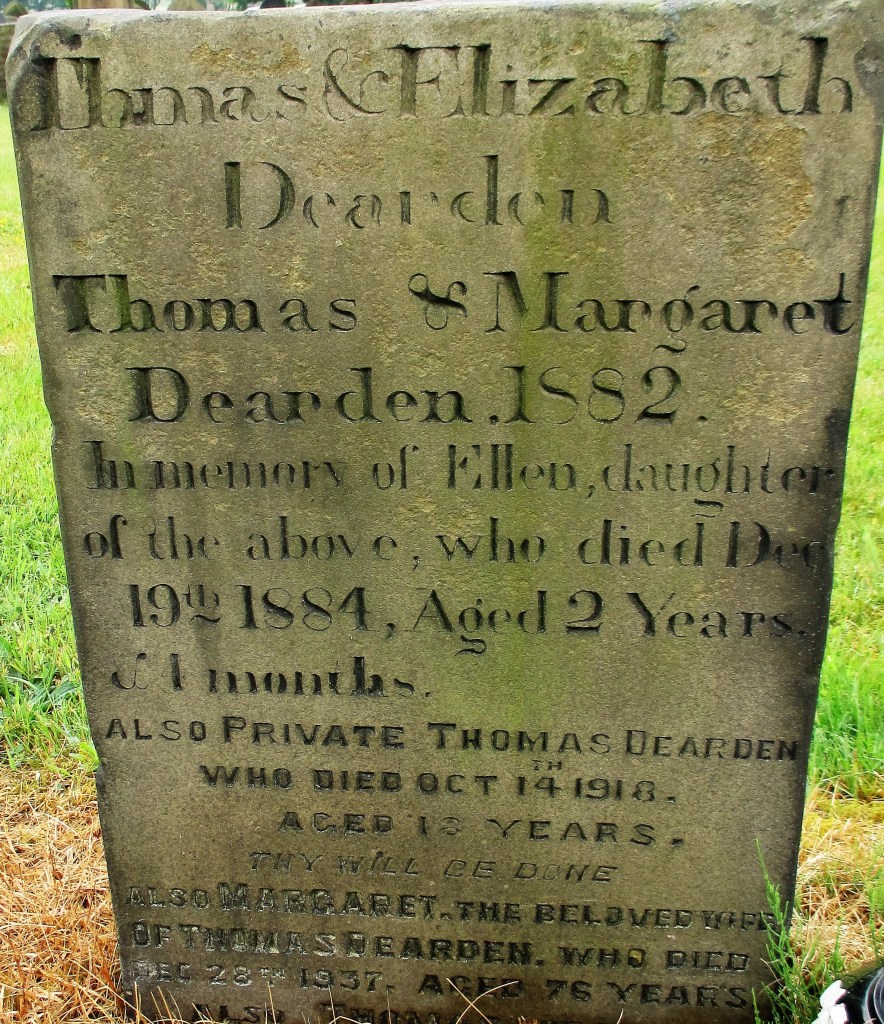 Thmas & Elizabeth
Dearden
Thomas & Margaret
Dearden. 1882.
In memory of Ellen, daughter
of the above, who died Dec
19th 1884, Aged 2 Years.
& 4 months.
ALSO PRIVATE THOMAS DEARDEN
WHO DIED OCT 14TH 1918.
AGED 18 YEARS.
THY WILL BE DONE
ALSO MARGARET. THE BELOVED WIFE
OF THOMAS DEARDEN. WHO DIED
DEC 28TH 1937. AGED 76 YEARS
ALSO THOMAS